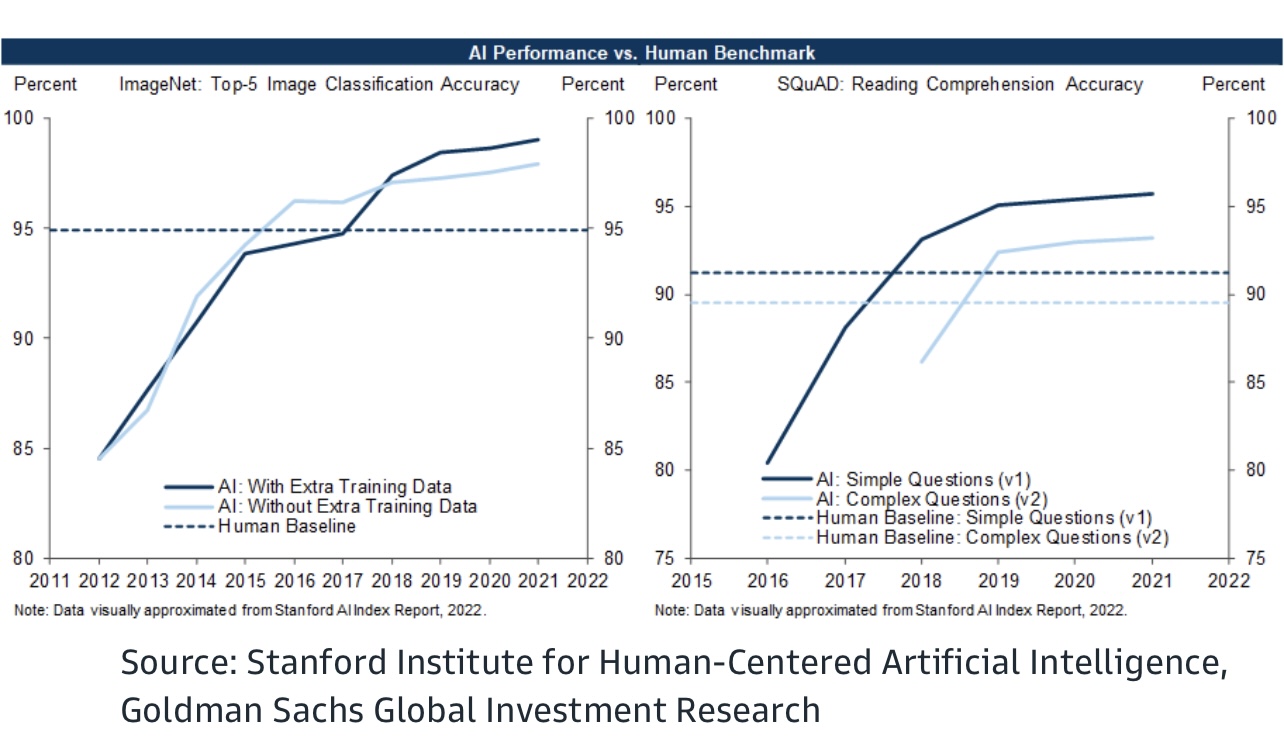 AI Performance vs. Human Benchmark
Percent ImageNet: Top-5 Image Classification Accuracy Percent
100 100
95 95
90 90
85 85
80 80
AI: With Extra Training Data
AI: Without Extra Training Data
Human Baseline
2011 2012 2013 2014 2015 2016 2017 2018 2019 2020 2021 2022
Note: Data visually approximated from Stanford AI Index Report, 2022.
Percent SQuAD: Reading Comprehension Accuracy Percent
100 100
95 95
90 90
85 85
80 80
75 75
AI: Simple Questions (v1)
AI: Complex Questions (v2)
Human Baseline: Simple Questions (v1)
Human Baseline: Complex Questions (v2)
2015 2016 2017 2018 2019 2020 2021 2022
Note: Data visually approximated from Stanford AI Index Report, 2022.
Source: Stanford Institute for Human-Centered Artificial Intelligence,
Goldman Sachs Global Investment Research